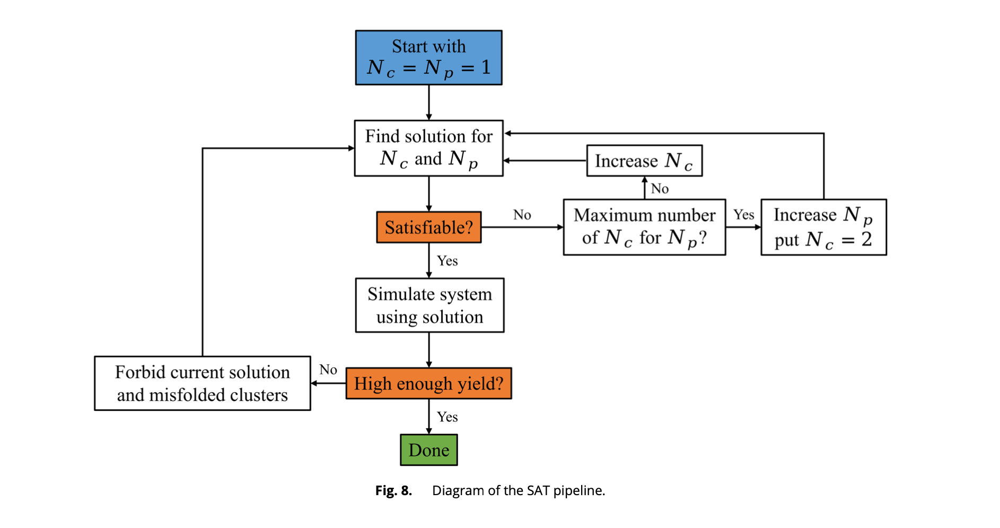 Start with
N_c = N_p = 1
Find solution for
N_c and N_p
Increase N_c
No
Satisfiable?
No
Maximum number
of N_c for N_p?
Yes
Increase N_p
put N_c = 2
Yes
Simulate system
using solution
Forbid current solution
and misfolded clusters
No
High enough yield?
Yes
Done
Fig. 8. Diagram of the SAT pipeline.